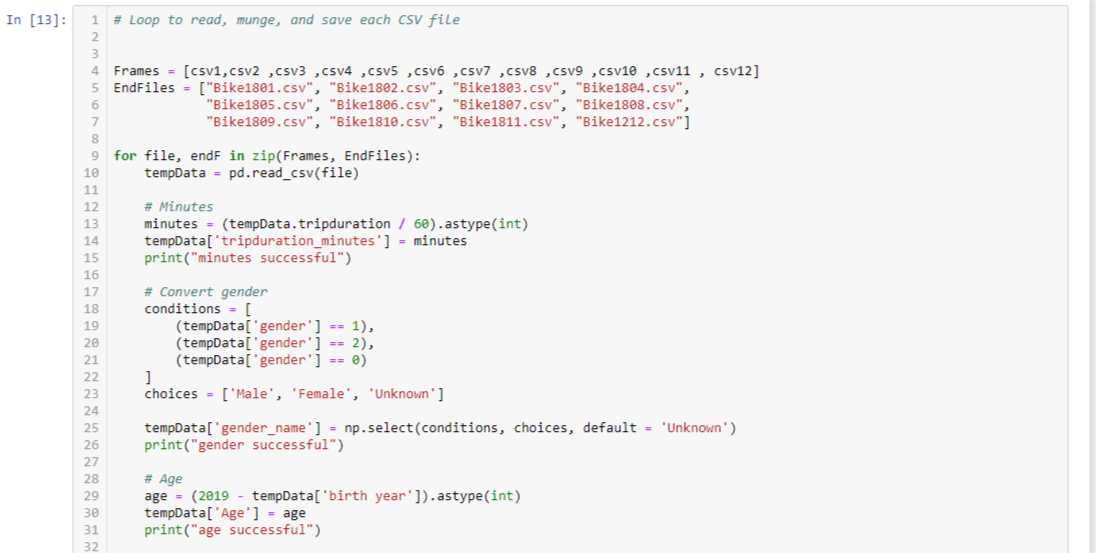 In [13]:
1 # Loop to read, munge, and save each CSV file
2
3
4 Frames = [csv1,csv2 ,csv3 ,csv4 ,csv5 ,csv6 ,csv7 ,csv8 ,csv9 ,csv10 ,csv11 , csv12]
5 EndFiles = ["Bike1801.csv", "Bike1802.csv", "Bike1803.csv", "Bike1804.csv",
6             "Bike1805.csv", "Bike1806.csv", "Bike1807.csv", "Bike1808.csv",
7             "Bike1809.csv", "Bike1810.csv", "Bike1811.csv", "Bike1212.csv"]
8
9 for file, endF in zip(Frames, EndFiles):
10     tempData = pd.read_csv(file)
11
12     # Minutes
13     minutes = (tempData.tripduration / 60).astype(int)
14     tempData['tripduration_minutes'] = minutes
15     print("minutes successful")
16
17     # Convert gender
18     conditions = [
19         (tempData['gender'] == 1),
20         (tempData['gender'] == 2),
21         (tempData['gender'] == 0)
22     ]
23     choices = ['Male', 'Female', 'Unknown']
24
25     tempData['gender_name'] = np.select(conditions, choices, default = 'Unknown')
26     print("gender successful")
27
28     # Age
29     age = (2019 - tempData['birth year']).astype(int)
30     tempData['Age'] = age
31     print("age successful")
32